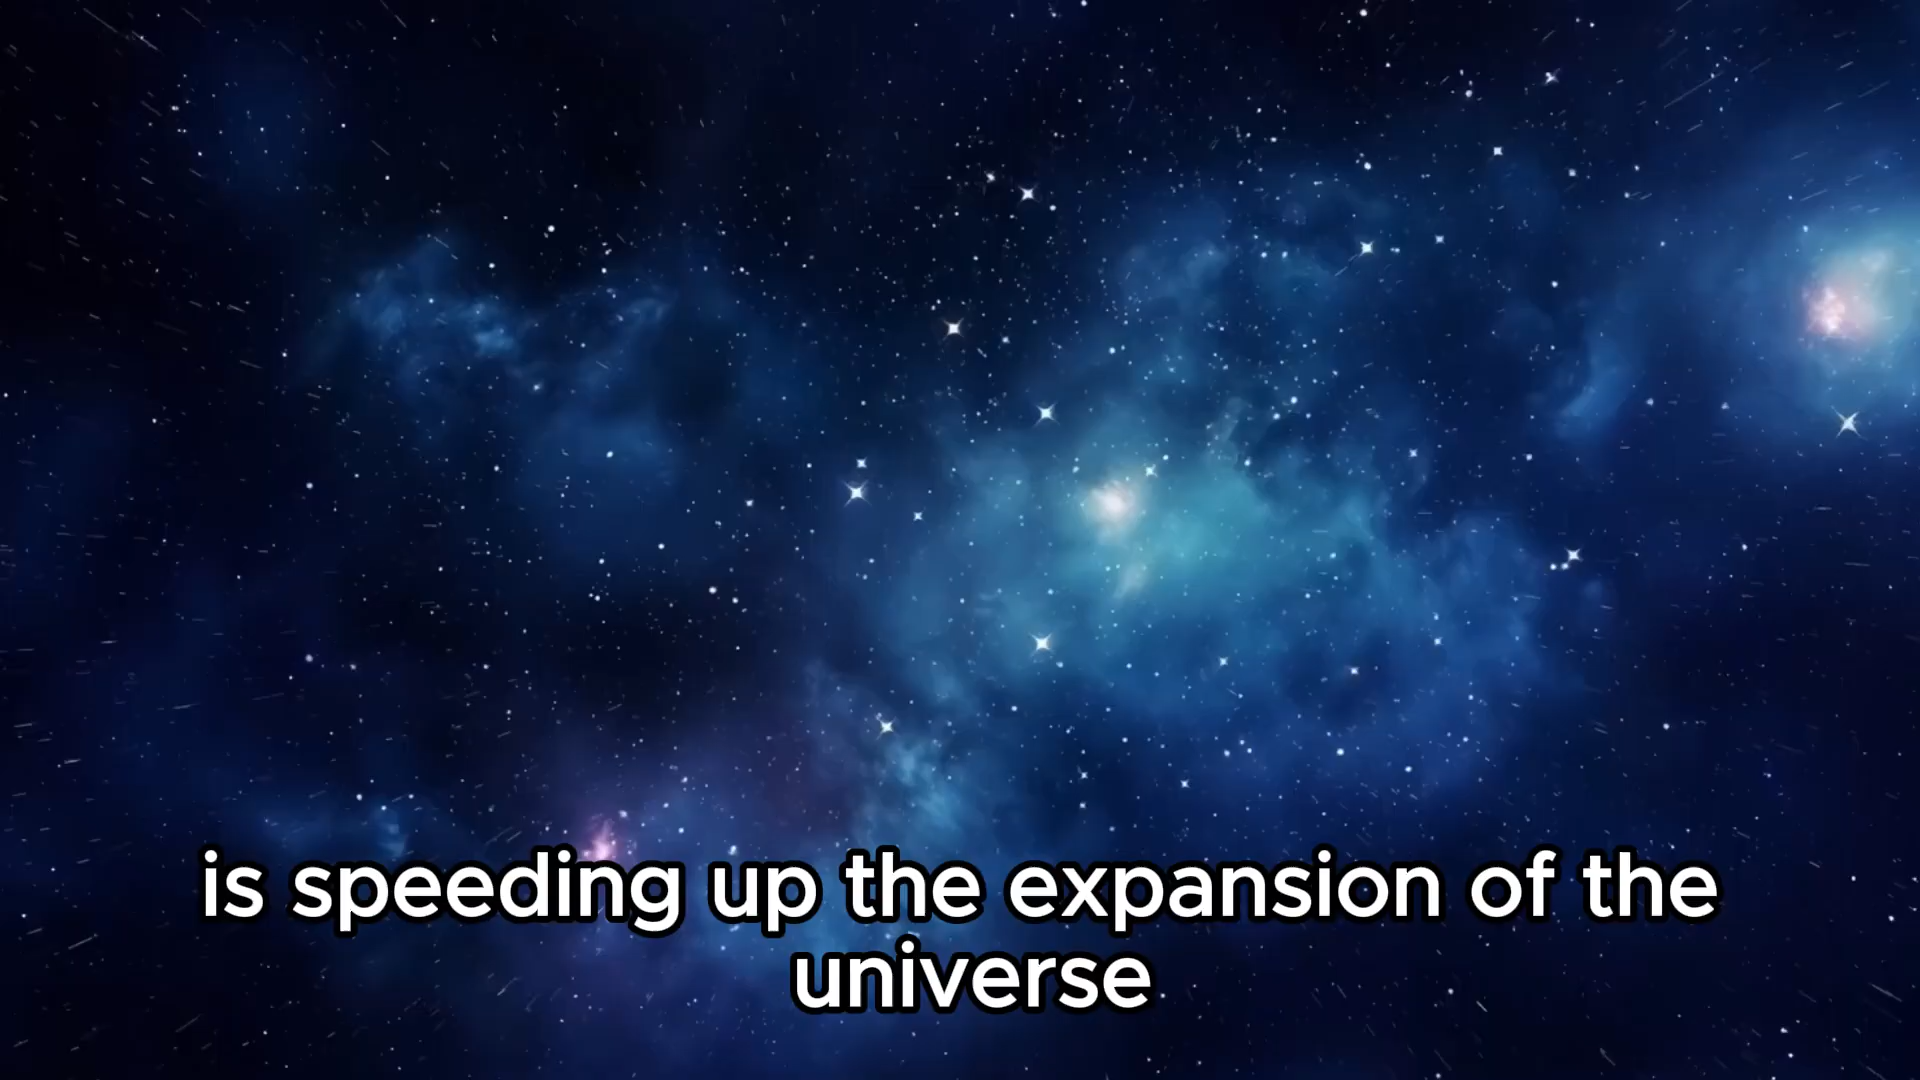 is speeding up the expansion of the
universe